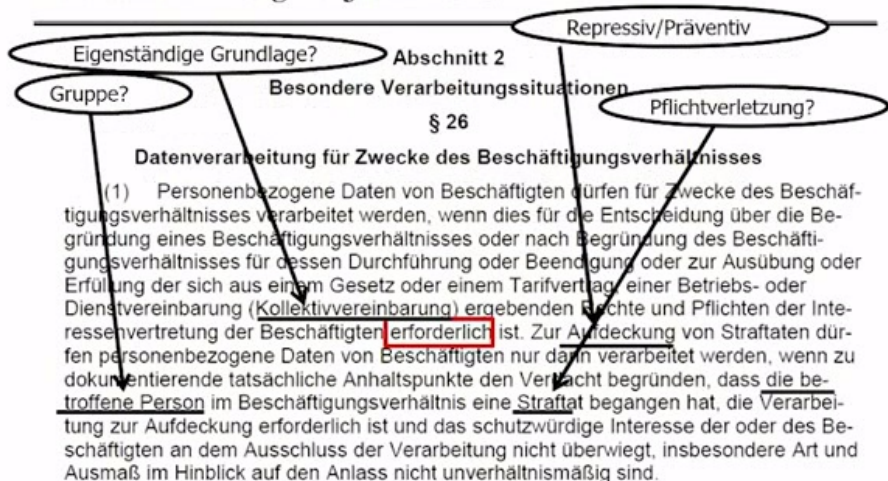 Repressiv/Präventiv
Eigenständige Grundlage?
Abschnitt 2
Gruppe?
Besondere Verarbeitungssituationen
Pflichtverletzung?
§ 26
Datenverarbeitung für Zwecke des Beschäftigungsverhältnisses
(1) Personenbezogene Daten von Beschäftigten dürfen für Zwecke des Beschäf-
tigungsverhältnisses verarbeitet werden, wenn dies für die Entscheidung über die Be-
gründung eines Beschäftigungsverhältnisses oder nach Begründung des Beschäfti-
gungsverhältnisses für dessen Durchführung oder Beendigung oder zur Ausübung oder
Erfüllung der sich aus einem Gesetz oder einem Tarifvertrag, einer Betriebs- oder
Dienstvereinbarung (Kollektivvereinbarung) ergebenden Rechte und Pflichten der Inte-
ressenvertretung der Beschäftigten erforderlich ist. Zur Aufdeckung von Straftaten dür-
fen personenbezogene Daten von Beschäftigten nur dann verarbeitet werden, wenn zu
dokumentierende tatsächliche Anhaltspunkte den Verdacht begründen, dass die be-
troffene Person im Beschäftigungsverhältnis eine Straftat begangen hat, die Verarbei-
tung zur Aufdeckung erforderlich ist und das schutzwürdige Interesse der oder des Be-
schäftigten an dem Ausschluss der Verarbeitung nicht überwiegt, insbesondere Art und
Ausmaß im Hinblick auf den Anlass nicht unverhältnismäßig sind.